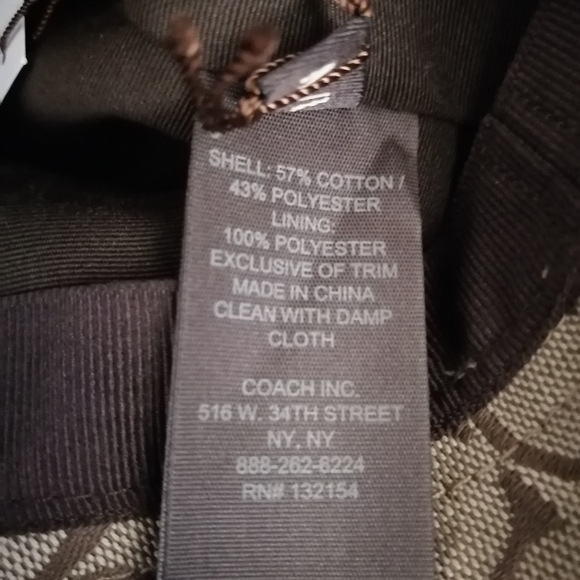 SHELL: 57% COTTON /
43% POLYESTER
LINING:
100% POLYESTER
EXCLUSIVE OF TRIM
MADE IN CHINA
CLEAN WITH DAMP
CLOTH
COACH INC.
516 W. 34TH STREET
NY, NY
888-262-6224
RN# 132154